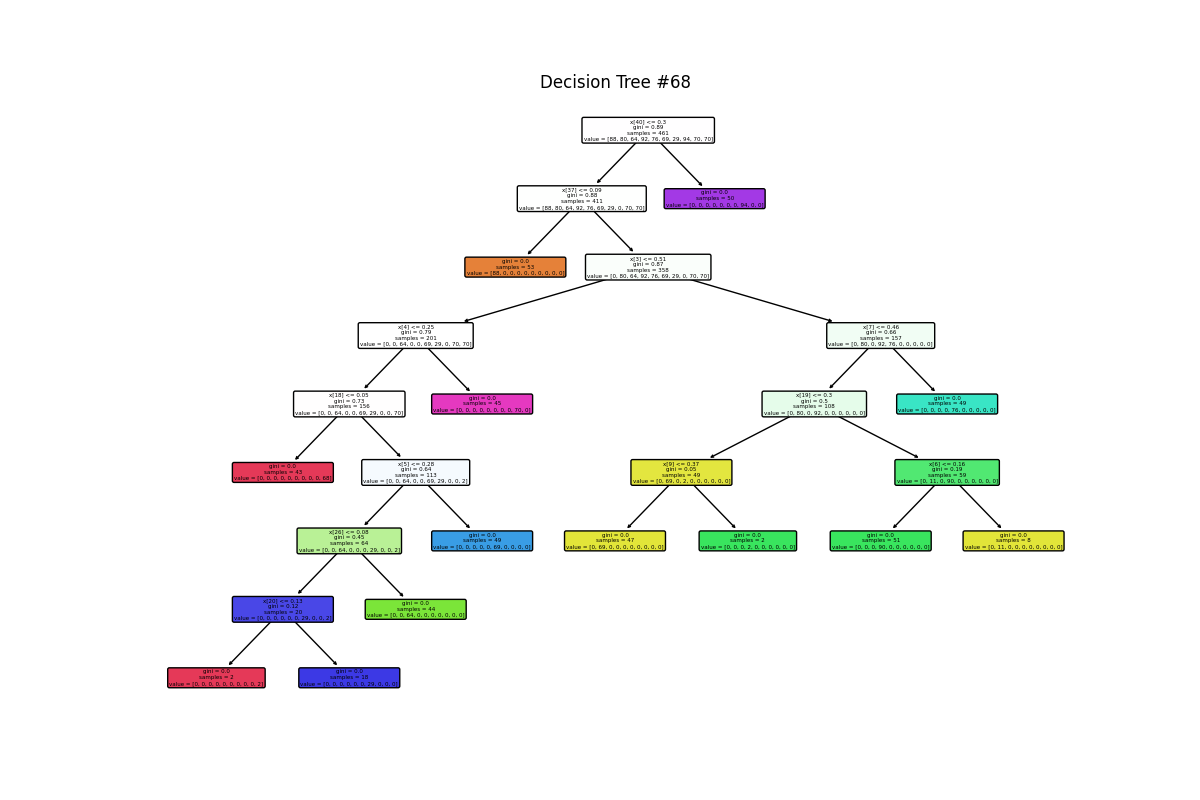 Decision Tree #68
x[40] <= 0.3
gini = 0.89
samples = 461
value = [88, 80, 64, 92, 76, 69, 29, 94, 70, 70]
x[37] <= 0.09
gini = 0.88
samples = 411
value = [88, 80, 64, 92, 76, 69, 29, 0, 70, 70]
gini = 0.0
samples = 50
value = [0, 0, 0, 0, 0, 0, 0, 94, 0, 0]
gini = 0.0
samples = 53
value = [88, 0, 0, 0, 0, 0, 0, 0, 0, 0]
x[3] <= 0.51
gini = 0.87
samples = 358
value = [0, 80, 64, 92, 76, 69, 29, 0, 70, 70]
x[4] <= 0.25
gini = 0.79
samples = 201
value = [0, 0, 64, 0, 0, 69, 29, 0, 70, 70]
x[7] <= 0.46
gini = 0.66
samples = 157
value = [0, 80, 0, 92, 76, 0, 0, 0, 0, 0]
x[18] <= 0.05
gini = 0.73
samples = 156
value = [0, 0, 64, 0, 0, 69, 29, 0, 0, 70]
gini = 0.0
samples = 45
value = [0, 0, 0, 0, 0, 0, 0, 0, 70, 0]
x[19] <= 0.3
gini = 0.5
samples = 108
value = [0, 80, 0, 92, 0, 0, 0, 0, 0, 0]
gini = 0.0
samples = 49
value = [0, 0, 0, 0, 76, 0, 0, 0, 0, 0]
gini = 0.0
samples = 43
value = [0, 0, 0, 0, 0, 0, 0, 0, 0, 68]
x[5] <= 0.28
gini = 0.64
samples = 113
value = [0, 0, 64, 0, 0, 69, 29, 0, 0, 2]
x[9] <= 0.37
gini = 0.05
samples = 49
value = [0, 69, 0, 2, 0, 0, 0, 0, 0, 0]
x[6] <= 0.16
gini = 0.19
samples = 59
value = [0, 11, 0, 90, 0, 0, 0, 0, 0, 0]
x[26] <= 0.08
gini = 0.45
samples = 64
value = [0, 0, 64, 0, 0, 0, 29, 0, 0, 2]
gini = 0.0
samples = 49
value = [0, 0, 0, 0, 0, 69, 0, 0, 0, 0]
gini = 0.0
samples = 47
value = [0, 69, 0, 0, 0, 0, 0, 0, 0, 0]
gini = 0.0
samples = 2
value = [0, 0, 0, 2, 0, 0, 0, 0, 0, 0]
gini = 0.0
samples = 51
value = [0, 0, 0, 90, 0, 0, 0, 0, 0, 0]
gini = 0.0
samples = 8
value = [0, 11, 0, 0, 0, 0, 0, 0, 0, 0]
x[20] <= 0.13
gini = 0.12
samples = 20
value = [0, 0, 0, 0, 0, 0, 29, 0, 0, 2]
gini = 0.0
samples = 44
value = [0, 0, 64, 0, 0, 0, 0, 0, 0, 0]
gini = 0.0
samples = 2
value = [0, 0, 0, 0, 0, 0, 0, 0, 0, 2]
gini = 0.0
samples = 18
value = [0, 0, 0, 0, 0, 0, 29, 0, 0, 0]